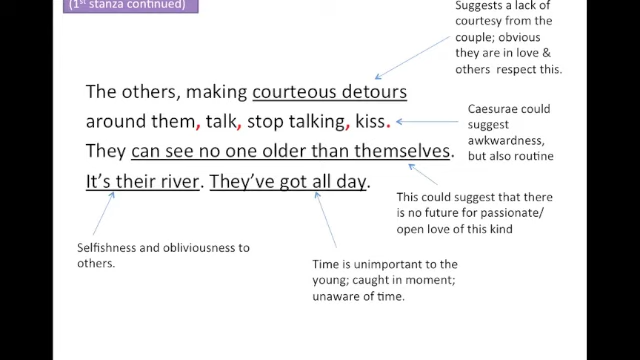 (1st stanza continued)
Suggests a lack of
courtesy from the
couple; obvious
they are in love &
others respect this.
The others, making courteous detours
around them, talk, stop talking, kiss.
They can see no one older than themselves.
It's their river. They've got all day.
Caesurae could
suggest
awkwardness,
but also routine
This could suggest that there
is no future for passionate/
open love of this kind
Selfishness and obliviousness to
others.
Time is unimportant to the
young; caught in moment;
unaware of time.